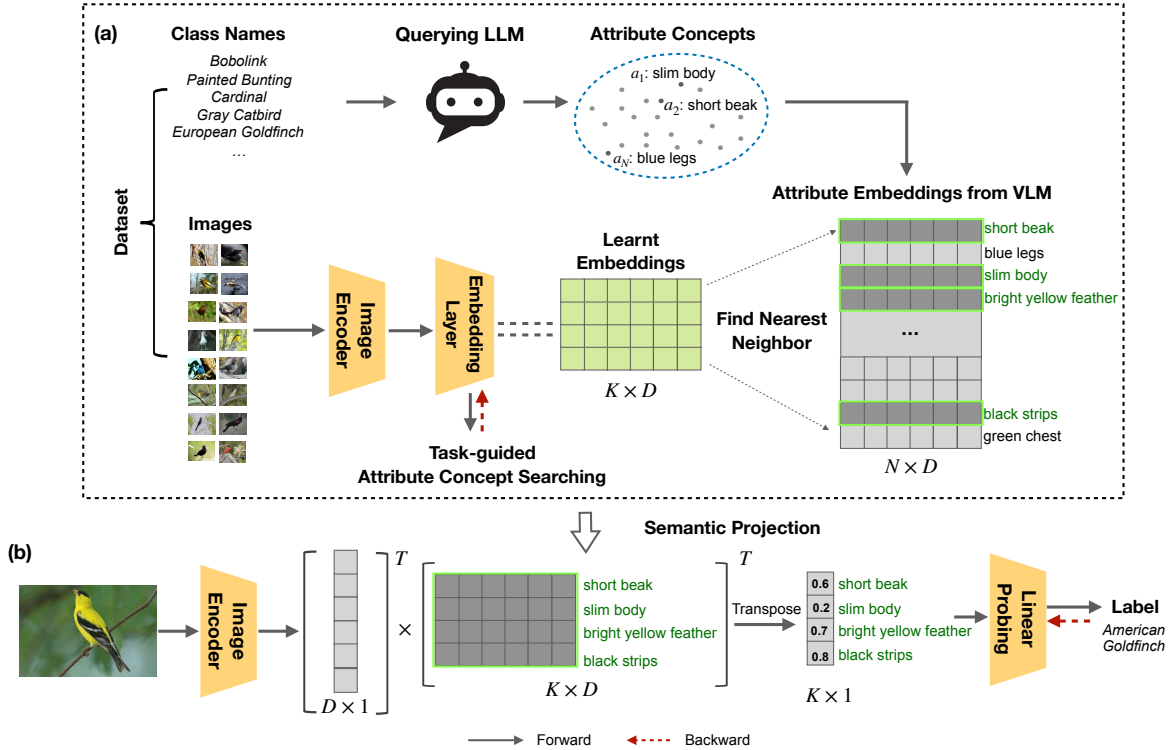 (a)
Class Names
Bobolink
Painted Bunting
Cardinal
Gray Catbird
European Goldfinch
...
Querying LLM
Attribute Concepts
a1: slim body
a2: short beak
aN: blue legs
Dataset
Images
Image
Encoder
Embedding
Layer
Learnt
Embeddings
K × D
Find Nearest
Neighbor
Attribute Embeddings from VLM
short beak
blue legs
slim body
bright yellow feather
...
black strips
green chest
N × D
Task-guided
Attribute Concept Searching
Semantic Projection
(b)
Image
Encoder
D × 1
T
×
short beak
slim body
bright yellow feather
black strips
K × D
T
Transpose
0.6 short beak
0.2 slim body
0.7 bright yellow feather
0.8 black strips
K × 1
Linear
Probing
Label
American
Goldfinch
Forward
Backward